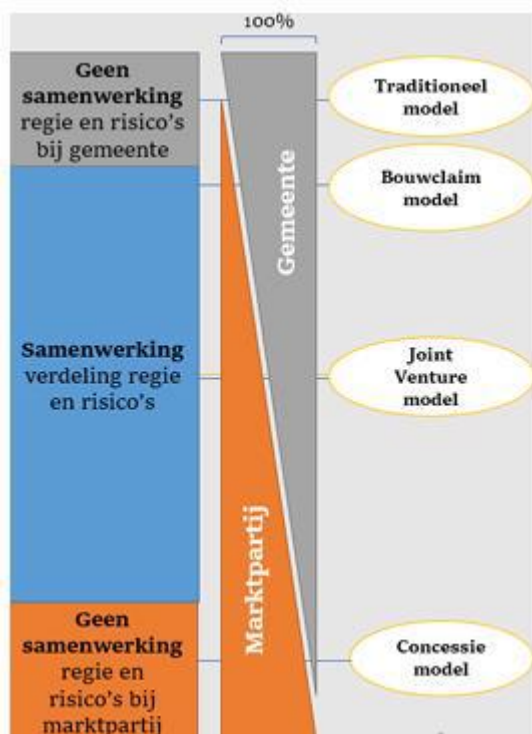 100%
Geen
samenwerking
regie en risico's
bij gemeente
Gemeente
Traditioneel
model
Bouwclaim
model
Samenwerking
verdeling regie
en risico's
Joint
Venture
model
Marktpartij
Geen
samenwerking
regie en
risico's bij
marktpartij
Concessie
model